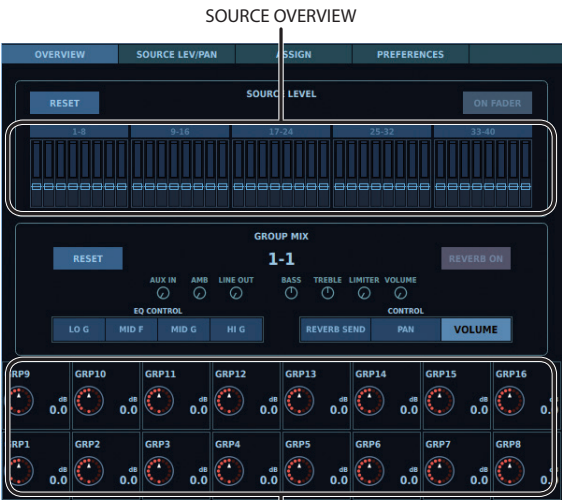 SOURCE OVERVIEW
OVERVIEW SOURCE LEV/PAN ASSIGN PREFERENCES
SOURCE LEVEL
RESET ON FADER
1-8 9-16 17-24 25-32 33-40
GROUP MIX
RESET 1-1 REVERB ON
AUX IN AMB LINE OUT BASS TREBLE LIMITER VOLUME
EQ CONTROL CONTROL
LO G MID F MID G HI G REVERB SEND PAN VOLUME
GRP9 GRP10 GRP11 GRP12 GRP13 GRP14 GRP15 GRP16
dB dB dB dB dB dB dB dB
0.0 0.0 0.0 0.0 0.0 0.0 0.0 0.
GRP1 GRP2 GRP3 GRP4 GRP5 GRP6 GRP7 GRP8
dB dB dB dB dB dB dB dB
0.0 0.0 0.0 0.0 0.0 0.0 0.0 0.